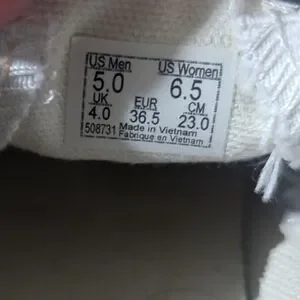 US Men US Women
5.0 6.5
UK EUR CM
4.0 36.5 23.0
508731 Made in Vietnam
Fabriqué en Vietnam